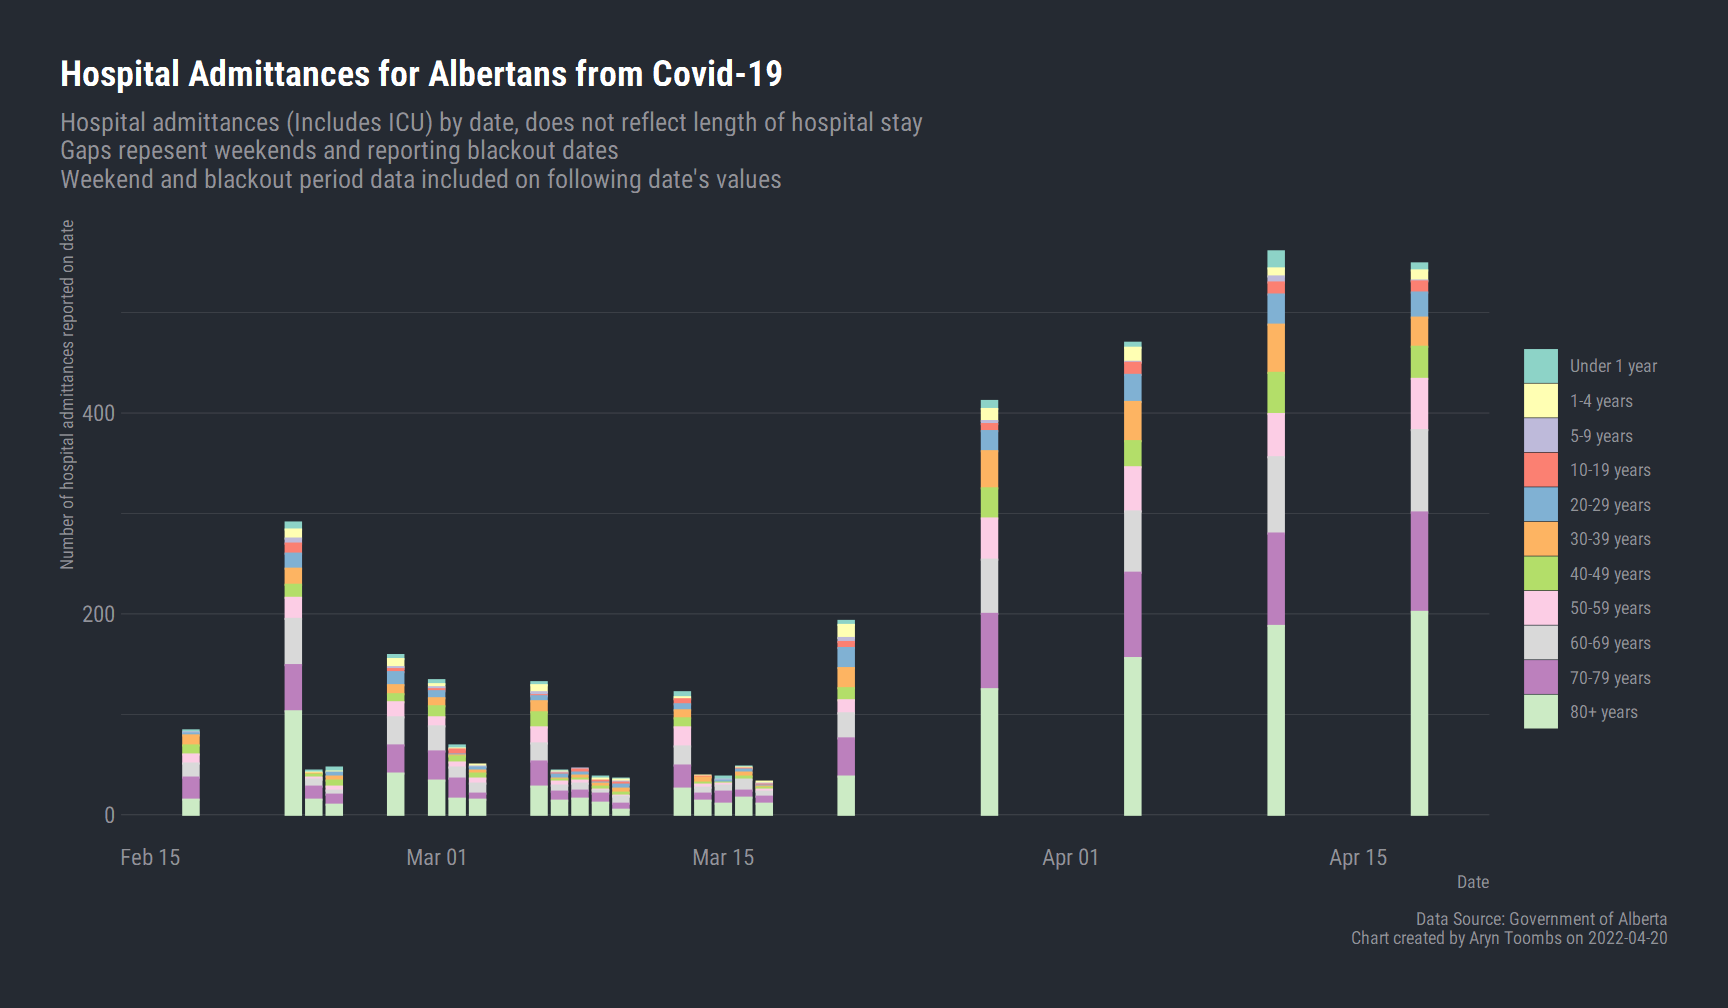 Hospital Admittances for Albertans from Covid-19
Hospital admittances (Includes ICU) by date, does not reflect length of hospital stay
Gaps repesent weekends and reporting blackout dates
Weekend and blackout period data included on following date's values
Number of hospital admittances reported on date
400
200
0
Feb 15
Mar 01
Mar 15
Apr 01
Apr 15
Date
Under 1 year
1-4 years
5-9 years
10-19 years
20-29 years
30-39 years
40-49 years
50-59 years
60-69 years
70-79 years
80+ years
Data Source: Government of Alberta
Chart created by Aryn Toombs on 2022-04-20